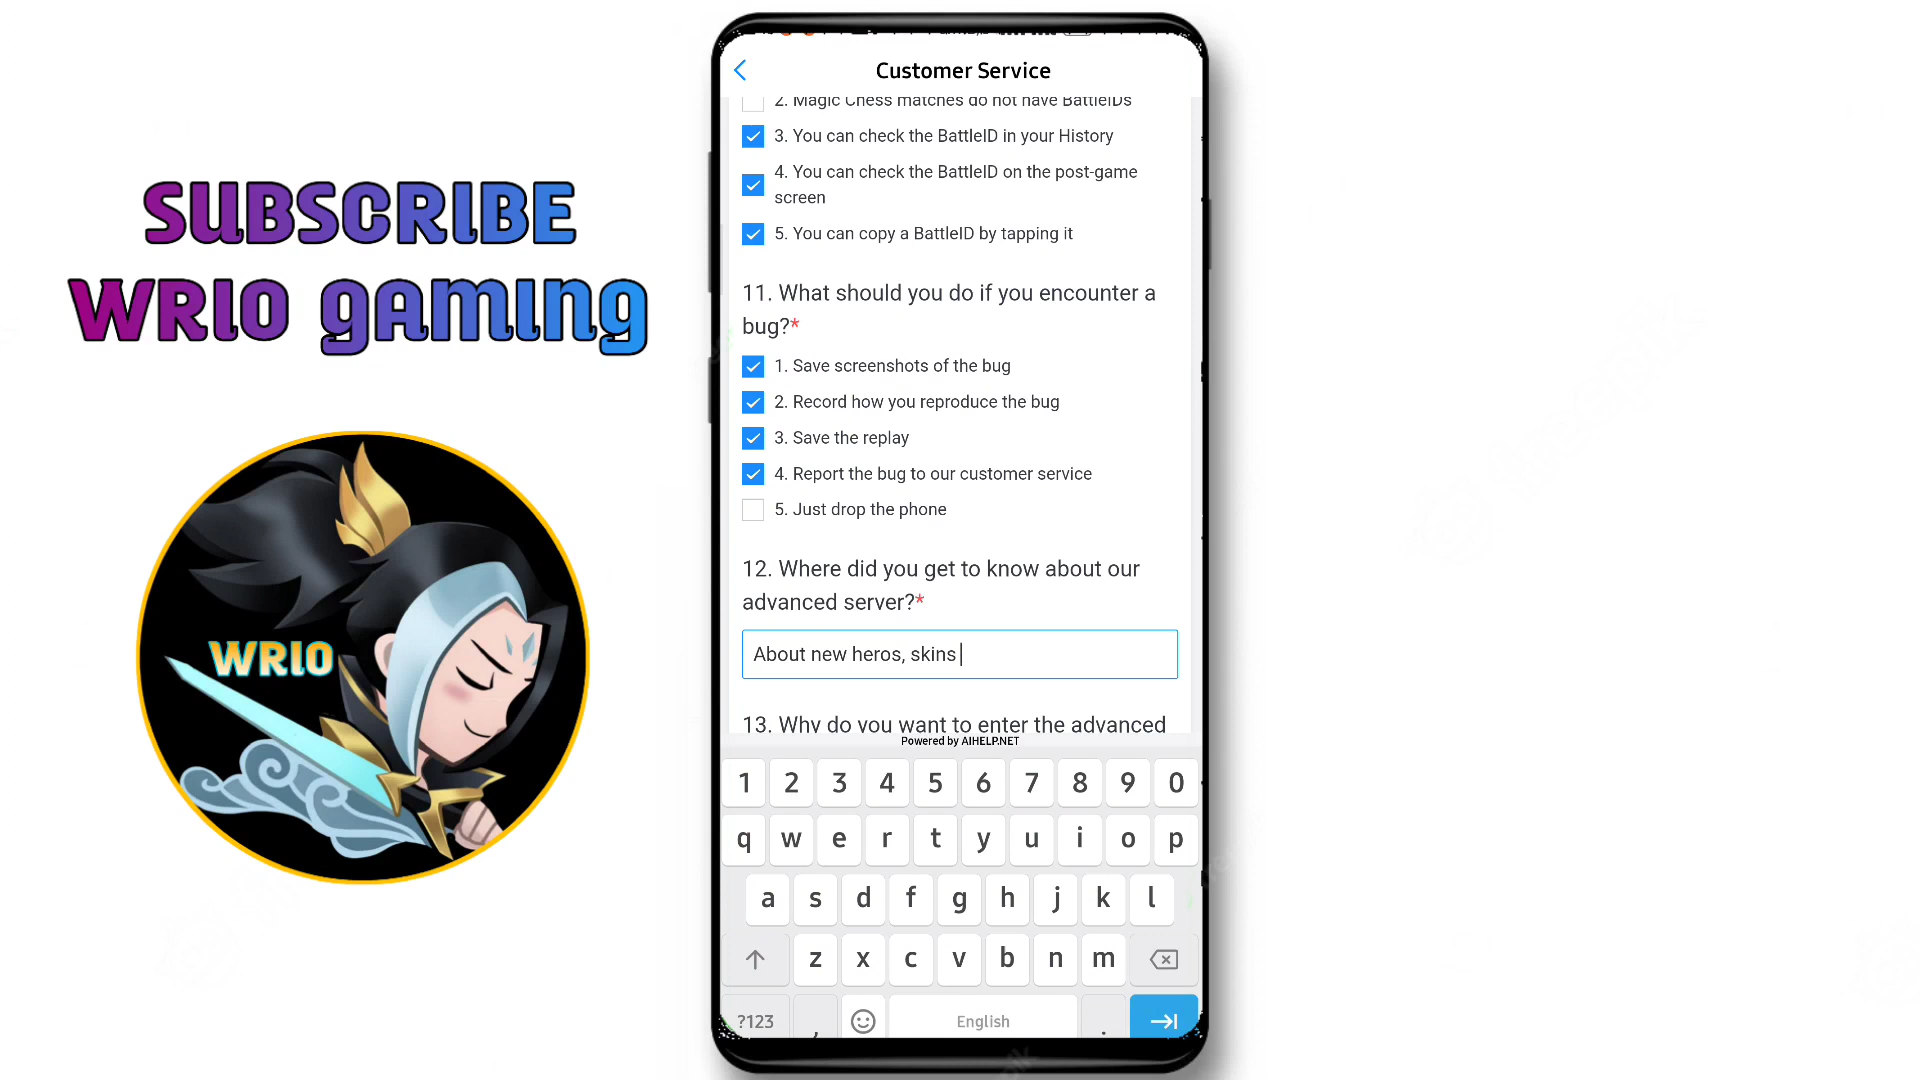 SUBSCRIBE
WRIO gAMING
WRIO
Customer Service
2. Magic Chess matches do not have BattleIDs
3. You can check the BattleID in your History
4. You can check the BattleID on the post-game
screen
5. You can copy a BattleID by tapping it
11. What should you do if you encounter a
bug?*
1. Save screenshots of the bug
2. Record how you reproduce the bug
3. Save the replay
4. Report the bug to our customer service
5. Just drop the phone
12. Where did you get to know about our
advanced server?*
About new heros, skins
13. Why do you want to enter the advanced
Powered by AIHELP.NET
1 2 3 4 5 6 7 8 9 0
q w e r t y u i o p
a s d f g h j k l
z x c v b n m
?123 , English .